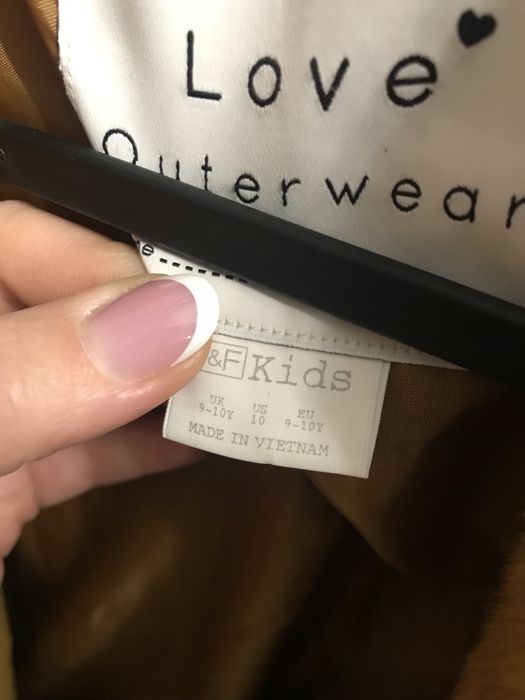 Love
Outerwear
&F Kids
UK US EU
9-10Y 10 9-10Y
MADE IN VIETNAM